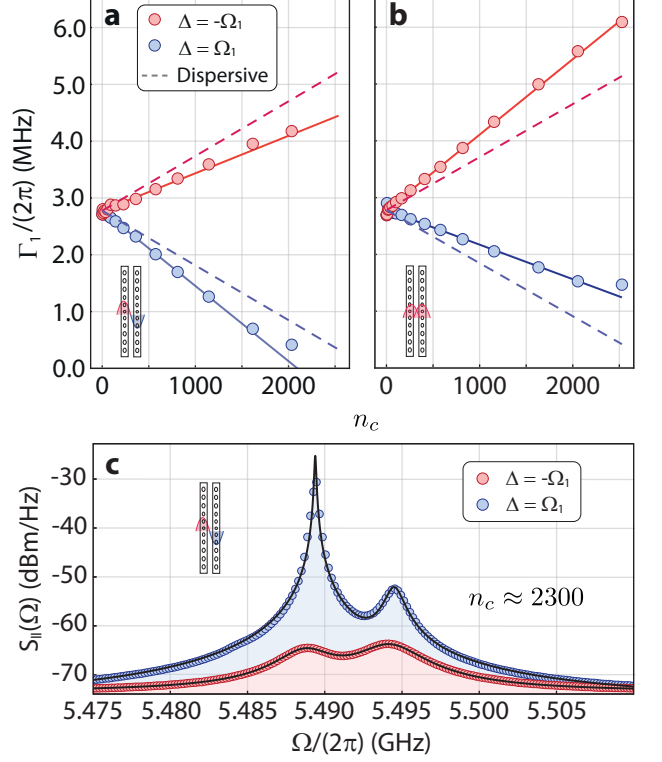 a
b
Δ = -Ω₁
Δ = Ω₁
Dispersive
Γ₁/(2π) (MHz)
6.0
5.0
4.0
3.0
2.0
1.0
0.0
0 1000 2000
0 1000 2000
n_c
c
Δ = -Ω₁
Δ = Ω₁
n_c ≈ 2300
S_II(Ω) (dBm/Hz)
-30
-40
-50
-60
-70
5.475 5.480 5.485 5.490 5.495 5.500 5.505
Ω/(2π) (GHz)